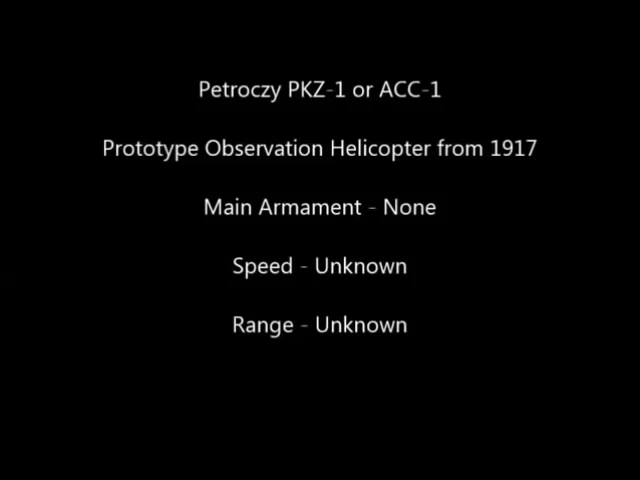 Petroczy PKZ-1 or ACC-1
Prototype Observation Helicopter from 1917
Main Armament - None
Speed - Unknown
Range - Unknown